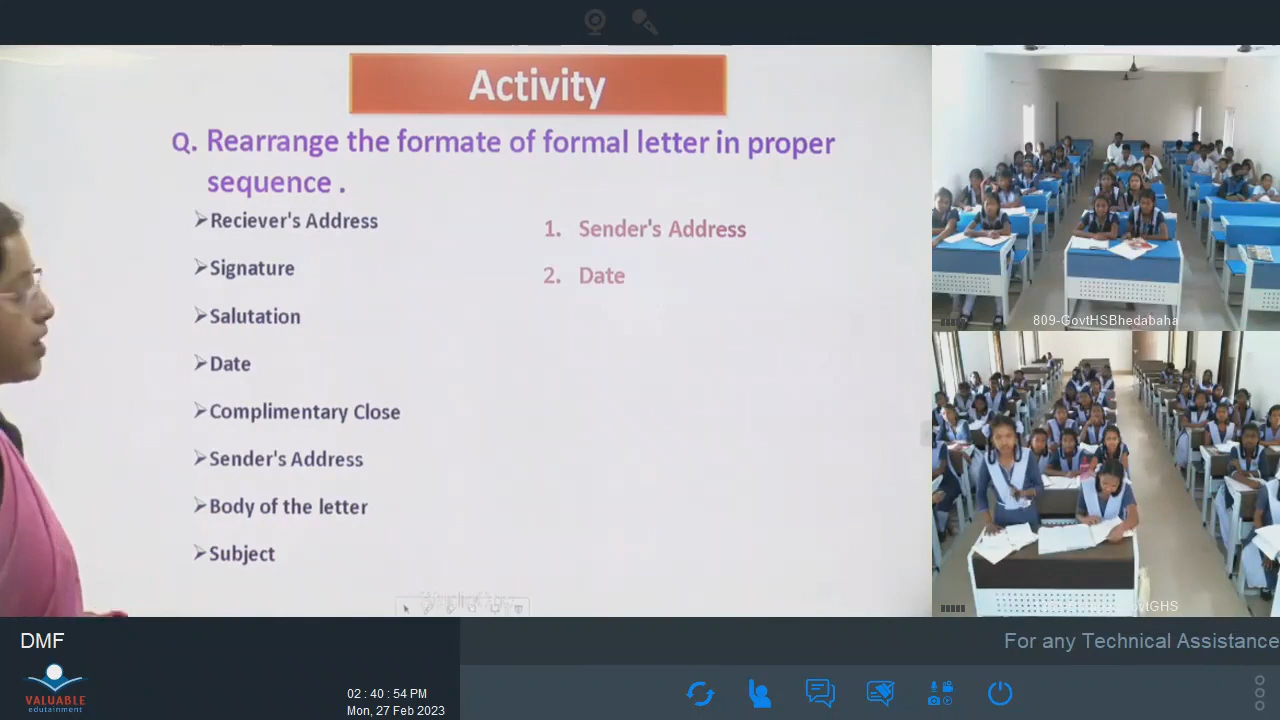 Activity
Q. Rearrange the formate of formal letter in proper
sequence .
➢Reciever's Address
➢Signature
➢Salutation
➢Date
➢Complimentary Close
➢Sender's Address
➢Body of the letter
➢Subject
1. Sender's Address
2. Date
809-GovtHSBhedabaha
GHS
DMF
VALUABLE
edutainment
02 : 40 : 54 PM
Mon, 27 Feb 2023
For any Technical Assistance